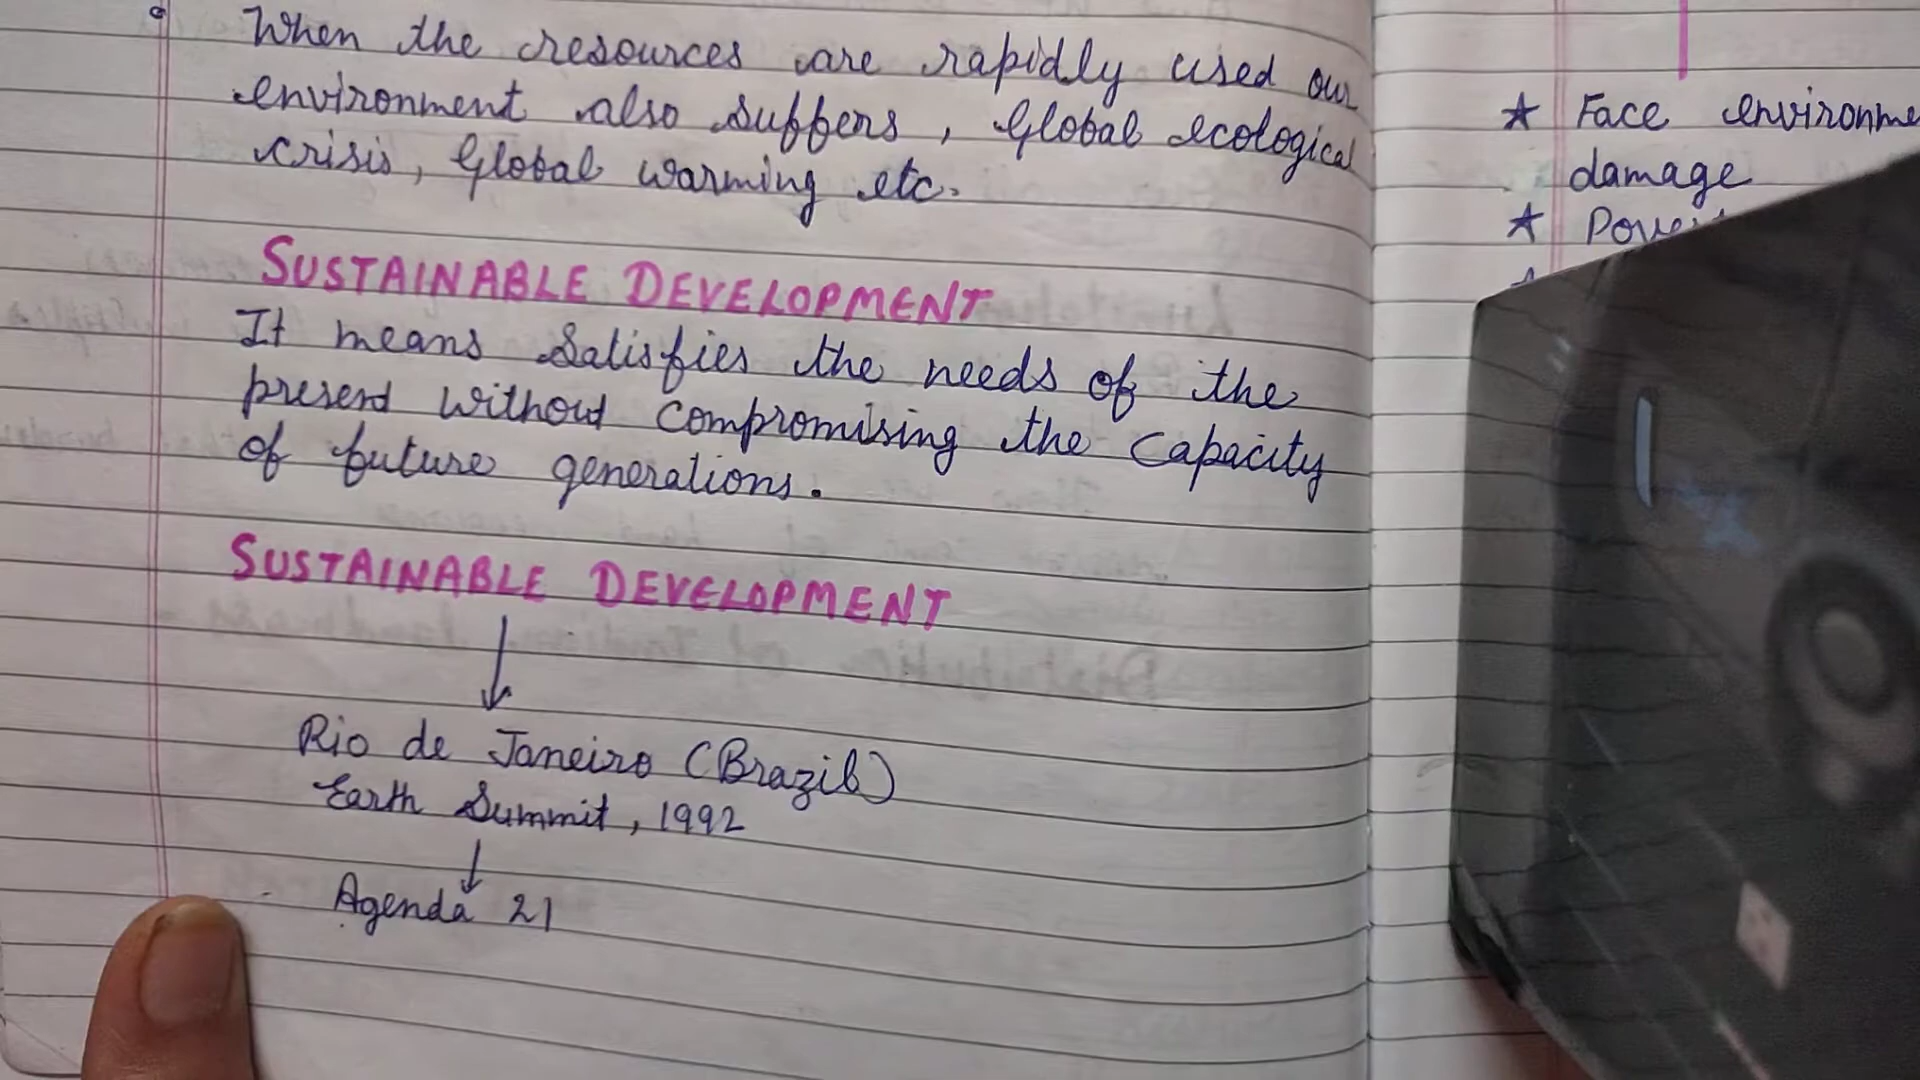 When the resources are rapidly used our
environment also suffers, Global ecological
crisis, Global warming etc.
SUSTAINABLE DEVELOPMENT
It means satisfies the needs of the
present without compromising the capacity
of future generations.
SUSTAINABLE DEVELOPMENT
↓
Rio de Janeiro (Brazil)
Earth Summit, 1992
↓
Agenda 21
★ Face
damage
★